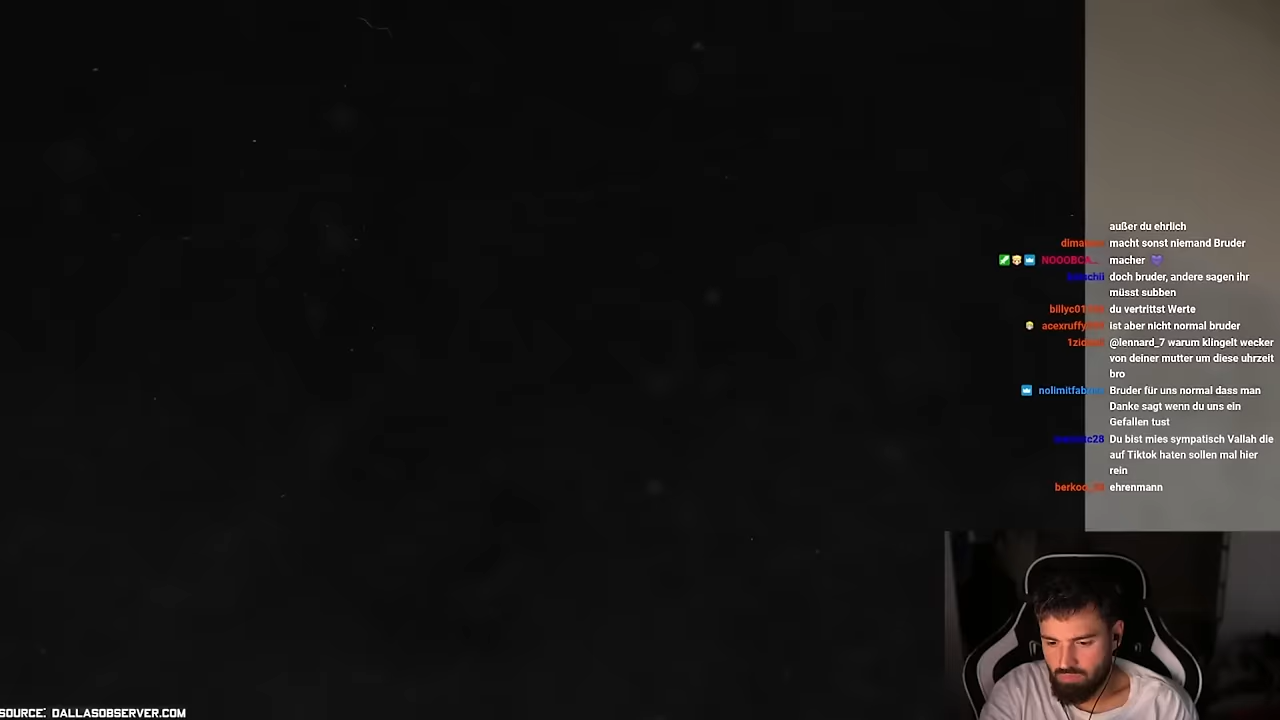 außer du ehrlich
macht sonst niemand Bruder
NOOOBCA... macher
doch bruder, andere sagen ihr
müsst subben
du vertrittst Werte
ist aber nicht normal bruder
@lennard_7 warum klingelt wecker
von deiner mutter um diese uhrzeit
bro
Bruder für uns normal dass man
Danke sagt wenn du uns ein
Gefallen tust
Du bist mies sympatisch Vallah die
auf Tiktok haten sollen mal hier
rein
ehrenmann
SOURCE: DALLASOBSERVER.COM